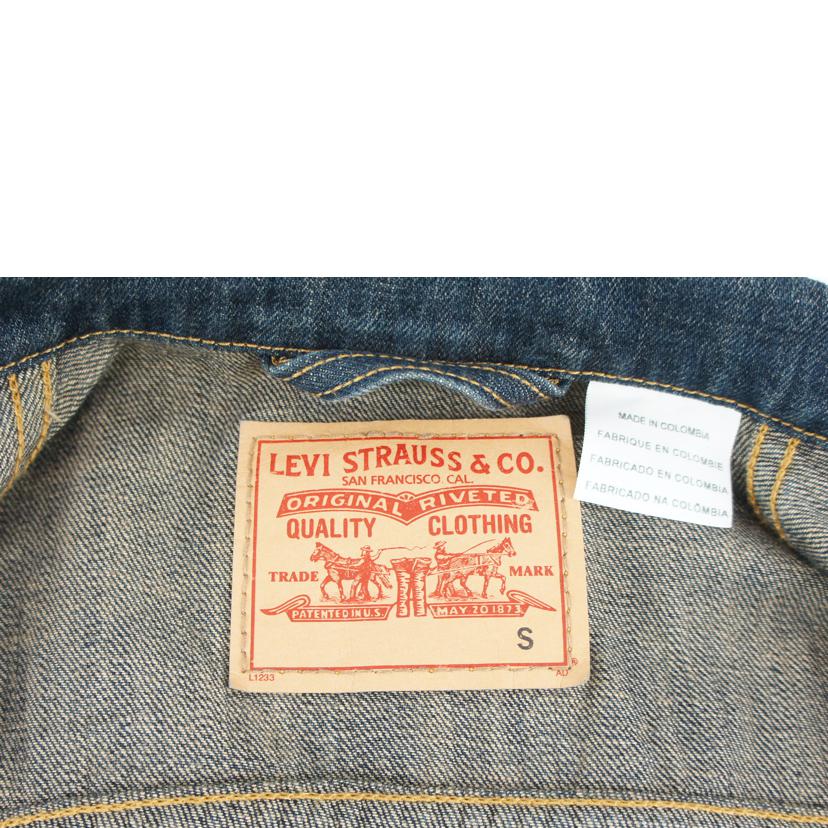 LEVI STRAUSS & CO.
SAN FRANCISCO. CAL.
ORIGINAL RIVETED
QUALITY CLOTHING
TRADE MARK
PATENTED IN U.S. MAY 20 1873
S
L1233 AD®
MADE IN COLOMBIA
FABRIQUE EN COLOMBIE
FABRICADO EN COLOMBIA
FABRICADO NA COLÔMBIA